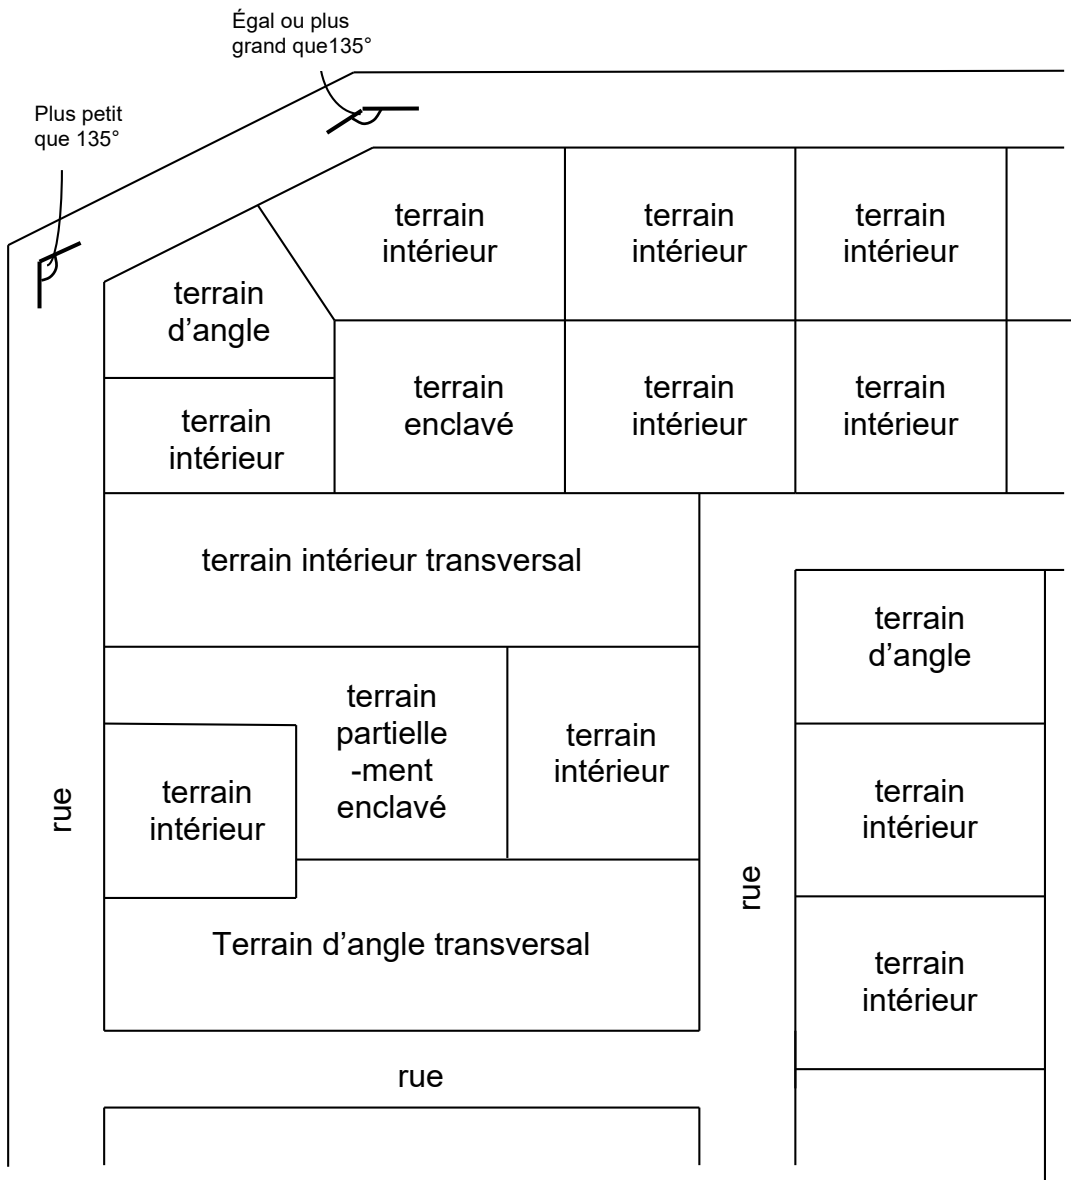 Égal ou plus
grand que135°
Plus petit
que 135°
terrain
intérieur
terrain
intérieur
terrain
intérieur
terrain
d’angle
terrain
enclavé
terrain
intérieur
terrain
intérieur
terrain
intérieur
terrain intérieur transversal
terrain
d’angle
terrain
partielle
-ment
enclavé
terrain
intérieur
terrain
intérieur
terrain
intérieur
rue
rue
Terrain d’angle transversal
terrain
intérieur
rue